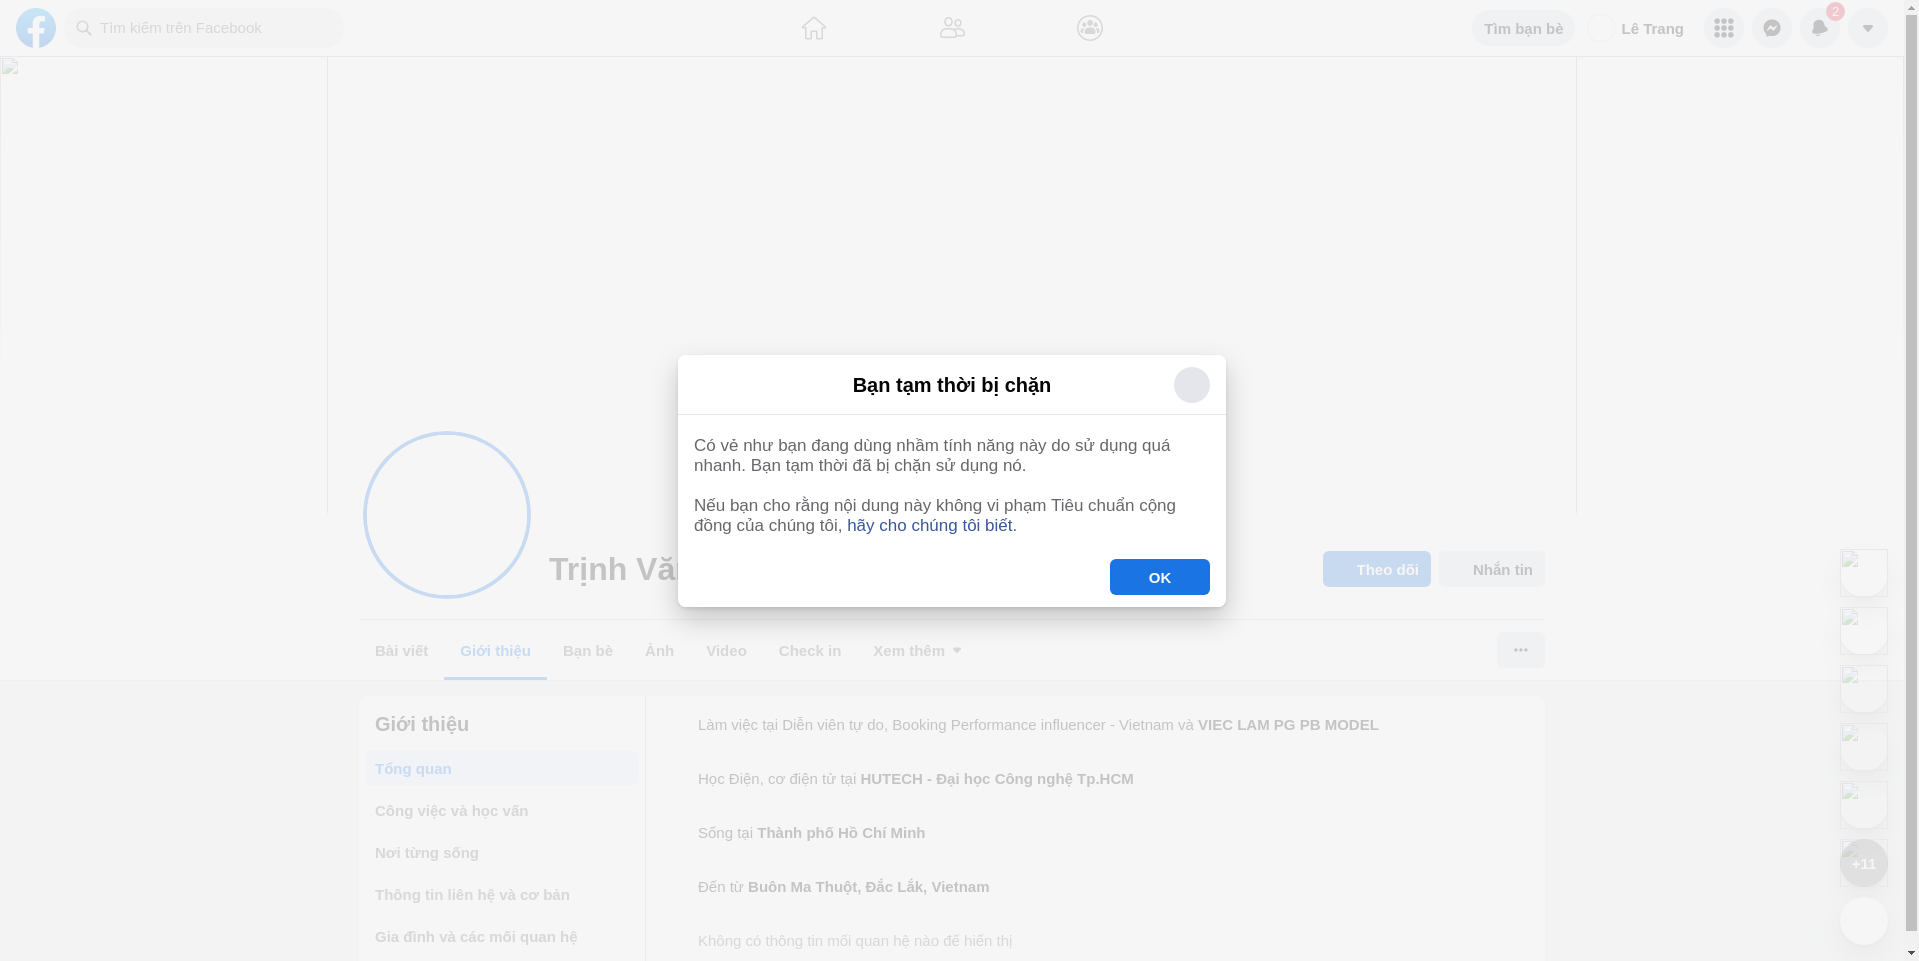 Tìm kiếm trên Facebook
Tìm bạn bè
Lê Trang
2
Bạn tạm thời bị chặn
Có vẻ như bạn đang dùng nhầm tính năng này do sử dụng quá
nhanh. Bạn tạm thời đã bị chặn sử dụng nó.
Nếu bạn cho rằng nội dung này không vi phạm Tiêu chuẩn cộng
đồng của chúng tôi, hãy cho chúng tôi biết.
OK
Trịnh
Theo dõi
Nhắn tin
Bài viết
Giới thiệu
Bạn bè
Ảnh
Video
Check in
Xem thêm
Giới thiệu
Tổng quan
Công việc và học vấn
Nơi từng sống
Thông tin liên hệ và cơ bản
Gia đình và các mối quan hệ
Làm việc tại Diễn viên tự do, Booking Performance influencer - Vietnam và VIEC LAM PG PB MODEL
Học Điện, cơ điện tử tại HUTECH - Đại học Công nghệ Tp.HCM
Sống tại Thành phố Hồ Chí Minh
Đến từ Buôn Ma Thuột, Đắc Lắk, Vietnam
Không có thông tin mối quan hệ nào để hiển thị
+11